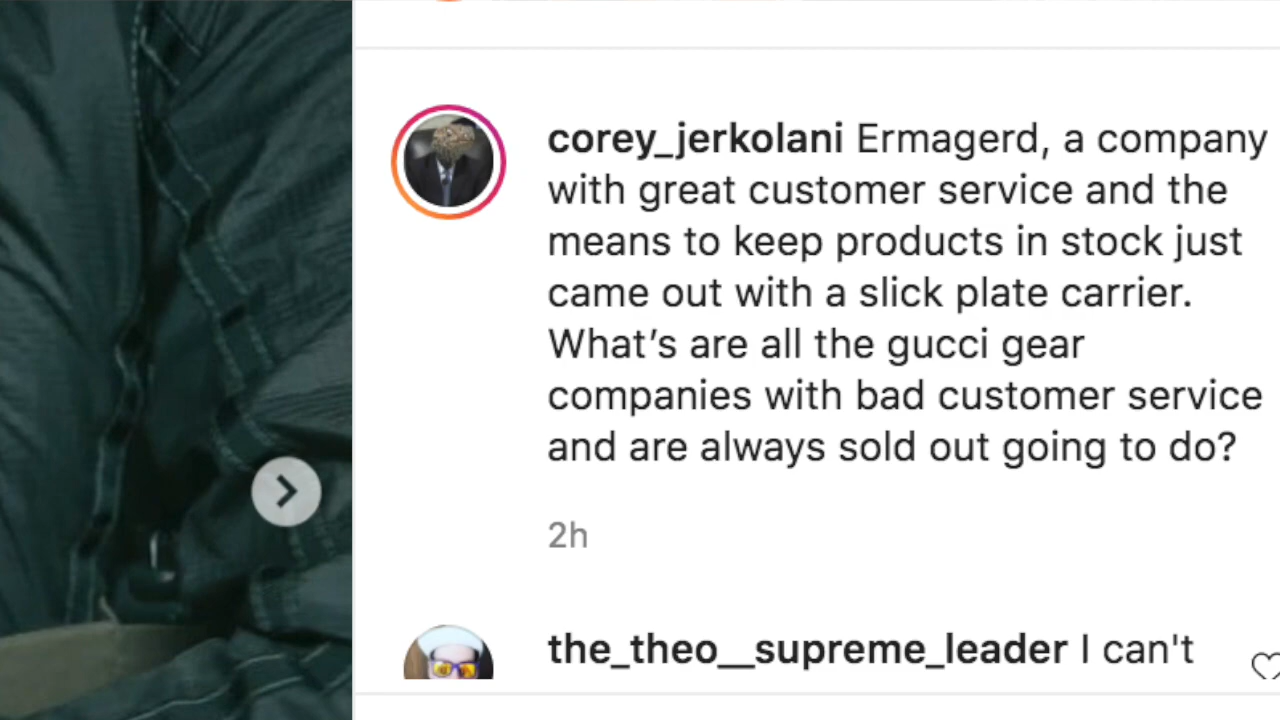 corey_jerkolani Ermagerd, a company
with great customer service and the
means to keep products in stock just
came out with a slick plate carrier.
What’s are all the gucci gear
companies with bad customer service
and are always sold out going to do?
2h
the_theo__supreme_leader I can't